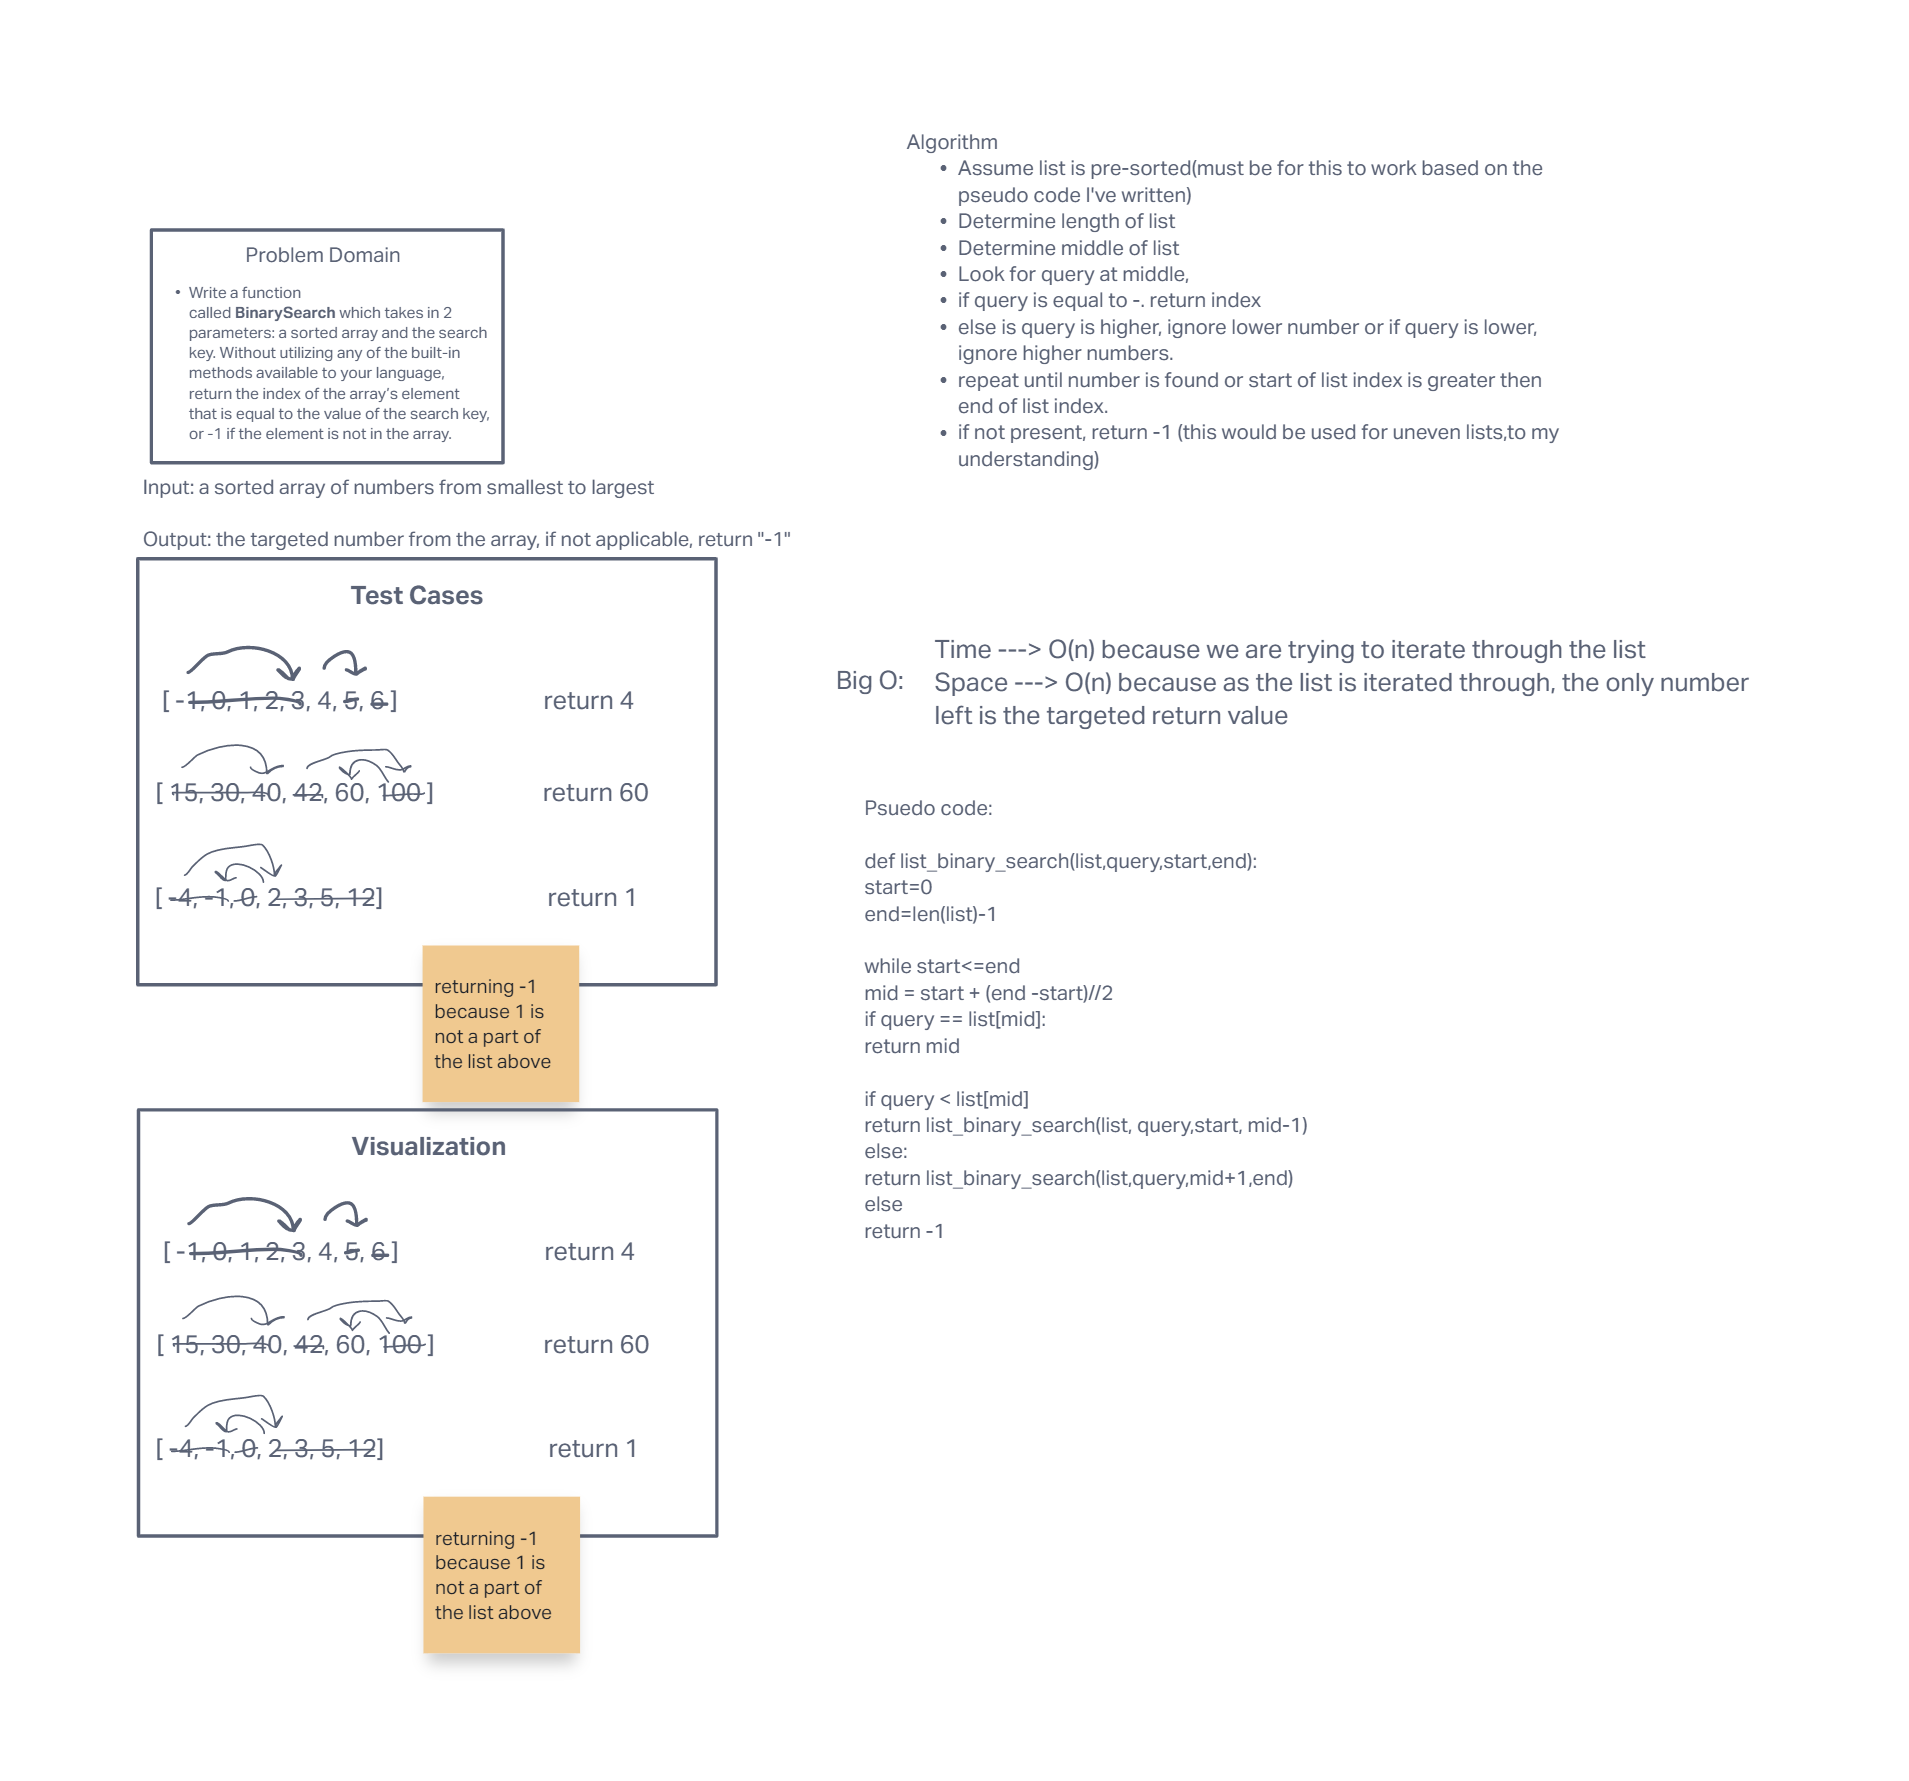 Problem Domain
• Write a function
called BinarySearch which takes in 2
parameters: a sorted array and the search
key. Without utilizing any of the built-in
methods available to your language,
return the index of the array’s element
that is equal to the value of the search key,
or -1 if the element is not in the array.
Input: a sorted array of numbers from smallest to largest
Output: the targeted number from the array, if not applicable, return "-1"
Test Cases
[ -1, 0, 1, 2, 3, 4, 5, 6 ] return 4
[ 15, 30, 40, 42, 60, 100 ] return 60
[ -4, -1, 0, 2, 3, 5, 12] return 1
returning -1
because 1 is
not a part of
the list above
Visualization
[ -1, 0, 1, 2, 3, 4, 5, 6 ] return 4
[ 15, 30, 40, 42, 60, 100 ] return 60
[ -4, -1, 0, 2, 3, 5, 12] return 1
returning -1
because 1 is
not a part of
the list above
Algorithm
• Assume list is pre-sorted(must be for this to work based on the
pseudo code I've written)
• Determine length of list
• Determine middle of list
• Look for query at middle,
• if query is equal to -. return index
• else is query is higher, ignore lower number or if query is lower,
ignore higher numbers.
• repeat until number is found or start of list index is greater then
end of list index.
• if not present, return -1 (this would be used for uneven lists,to my
understanding)
Big O:
Time ---> O(n) because we are trying to iterate through the list
Space ---> O(n) because as the list is iterated through, the only number
left is the targeted return value
Psuedo code:
def list_binary_search(list,query,start,end):
start=0
end=len(list)-1
while start<=end
mid = start + (end -start)//2
if query == list[mid]:
return mid
if query < list[mid]
return list_binary_search(list, query,start, mid-1)
else:
return list_binary_search(list,query,mid+1,end)
else
return -1